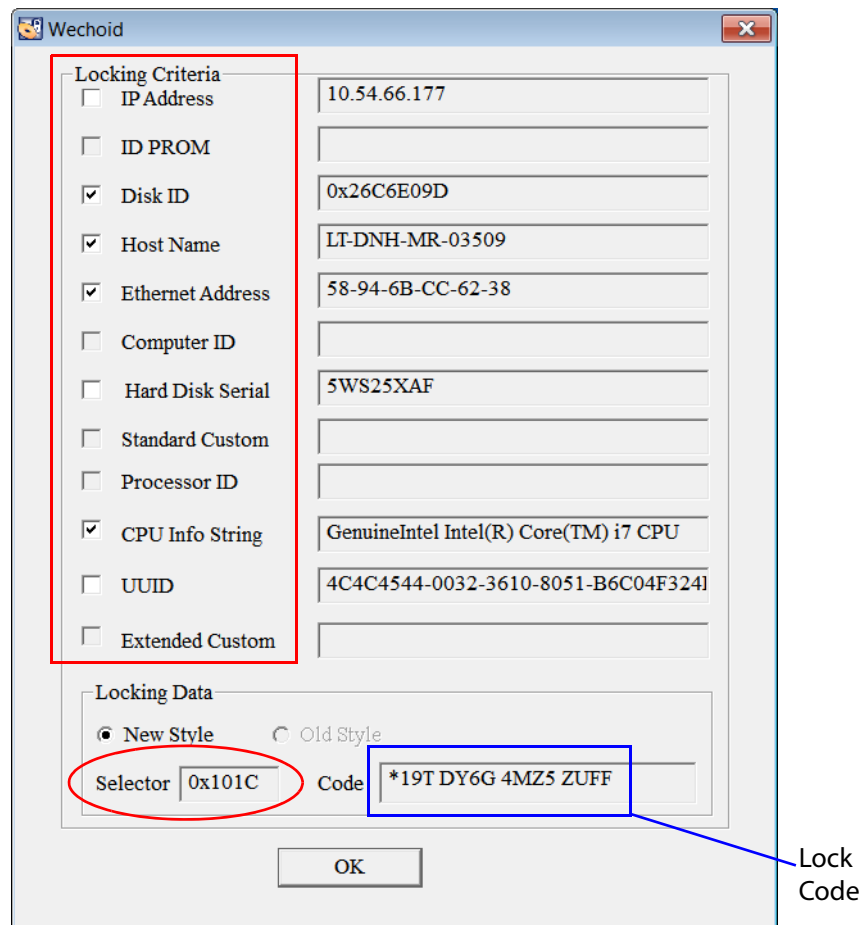 Wechoid
Locking Criteria
IP Address 10.54.66.177
ID PROM
Disk ID 0x26C6E09D
Host Name LT-DNH-MR-03509
Ethernet Address 58-94-6B-CC-62-38
Computer ID
Hard Disk Serial 5WS25XAF
Standard Custom
Processor ID
CPU Info String GenuineIntel Intel(R) Core(TM) i7 CPU
UUID 4C4C4544-0032-3610-8051-B6C04F324
Extended Custom
Locking Data
New Style Old Style
Selector 0x101C Code *19T DY6G 4MZ5 ZUFF
OK
Lock
Code